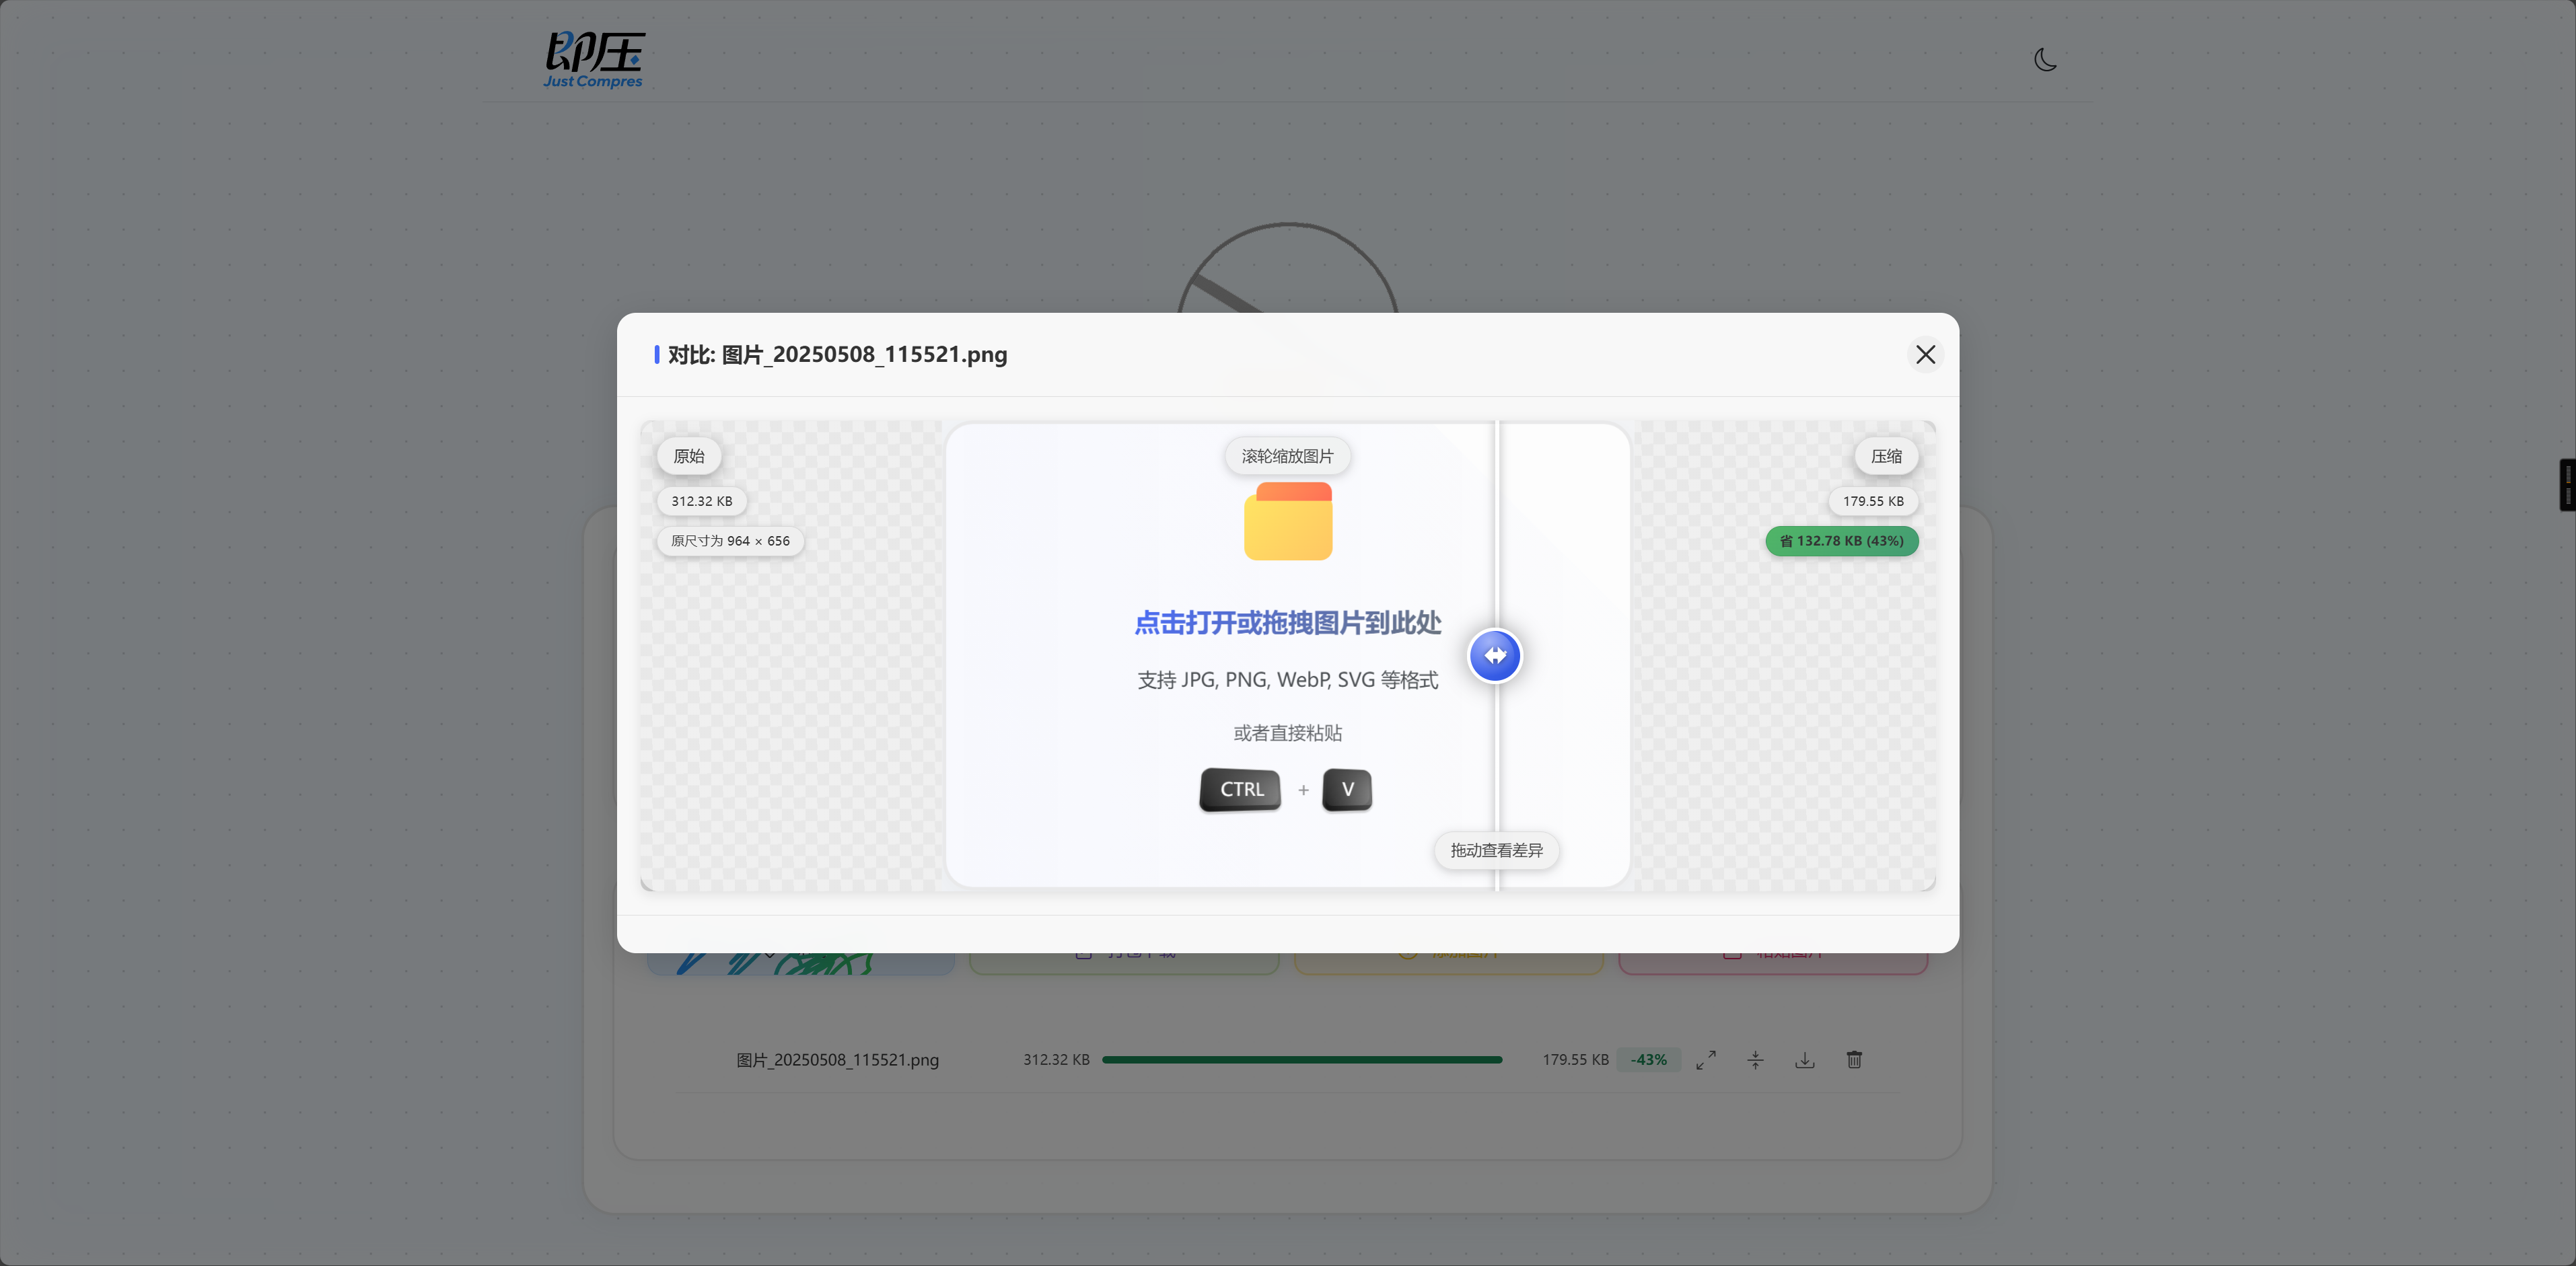 即压
Just Compres
对比: 图片_20250508_115521.png
原始
滚轮缩放图片
压缩
312.32 KB
179.55 KB
原尺寸为 964 × 656
省 132.78 KB (43%)
点击打开或拖拽图片到此处
支持 JPG, PNG, WebP, SVG 等格式
或者直接粘贴
CTRL + V
拖动查看差异
图片_20250508_115521.png 312.32 KB 179.55 KB -43%